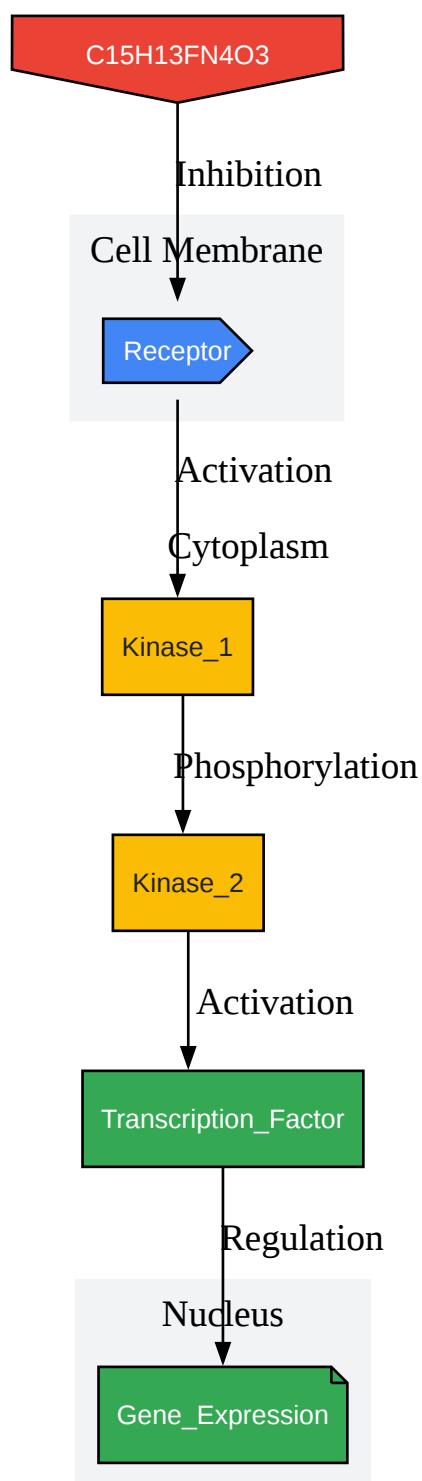 C15H13FN4O3
Inhibition
Cell Membrane
Receptor
Activation
Cytoplasm
Kinase_1
Phosphorylation
Kinase_2
Activation
Transcription_Factor
Regulation
Nucleus
Gene_Expression